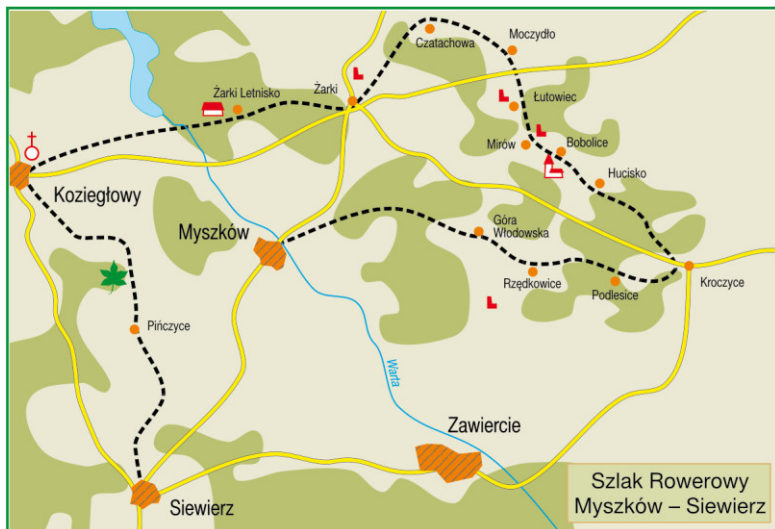 Czatachowa
Moczydło
Żarki Letnisko
Żarki
Łutowiec
Mirów
Bobolice
Hucisko
Koziegłowy
Myszków
Góra
Włodowska
Rzędkowice
Podlesice
Kroczyce
Pińczyce
Warta
Zawiercie
Siewierz
Szlak Rowerowy
Myszków – Siewierz